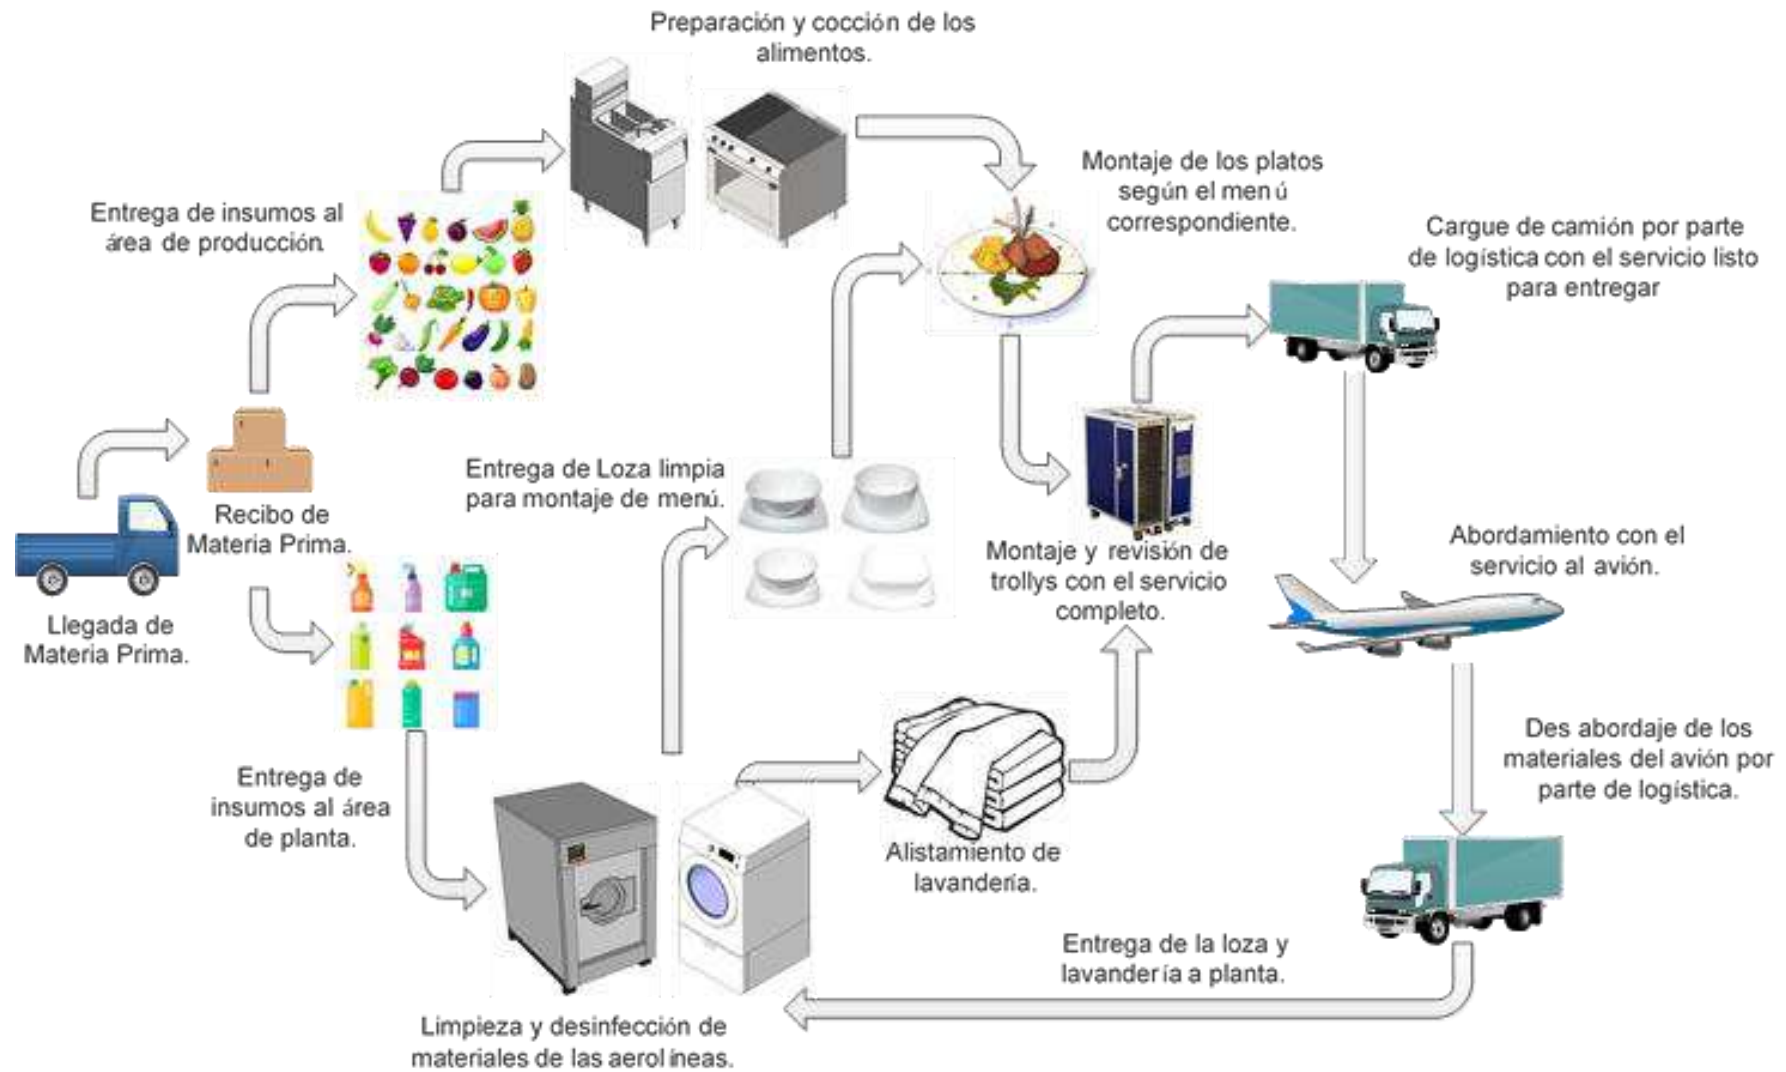 Preparación y cocción de los
alimentos.
Entrega de insumos al
área de producción.
Montaje de los platos
según el menú
correspondiente.
Cargue de camión por parte
de logística con el servicio listo
para entregar
Entrega de Loza limpia
para montaje de menú.
Recibo de
Materia Prima.
Llegada de
Materia Prima.
Montaje y revisión de
trollys con el servicio
completo.
Abordamiento con el
servicio al avión.
Des abordaje de los
materiales del avión por
parte de logística.
Entrega de
insumos al área
de planta.
Alistamiento de
lavandería.
Entrega de la loza y
lavandería a planta.
Limpieza y desinfección de
materiales de las aerolíneas.